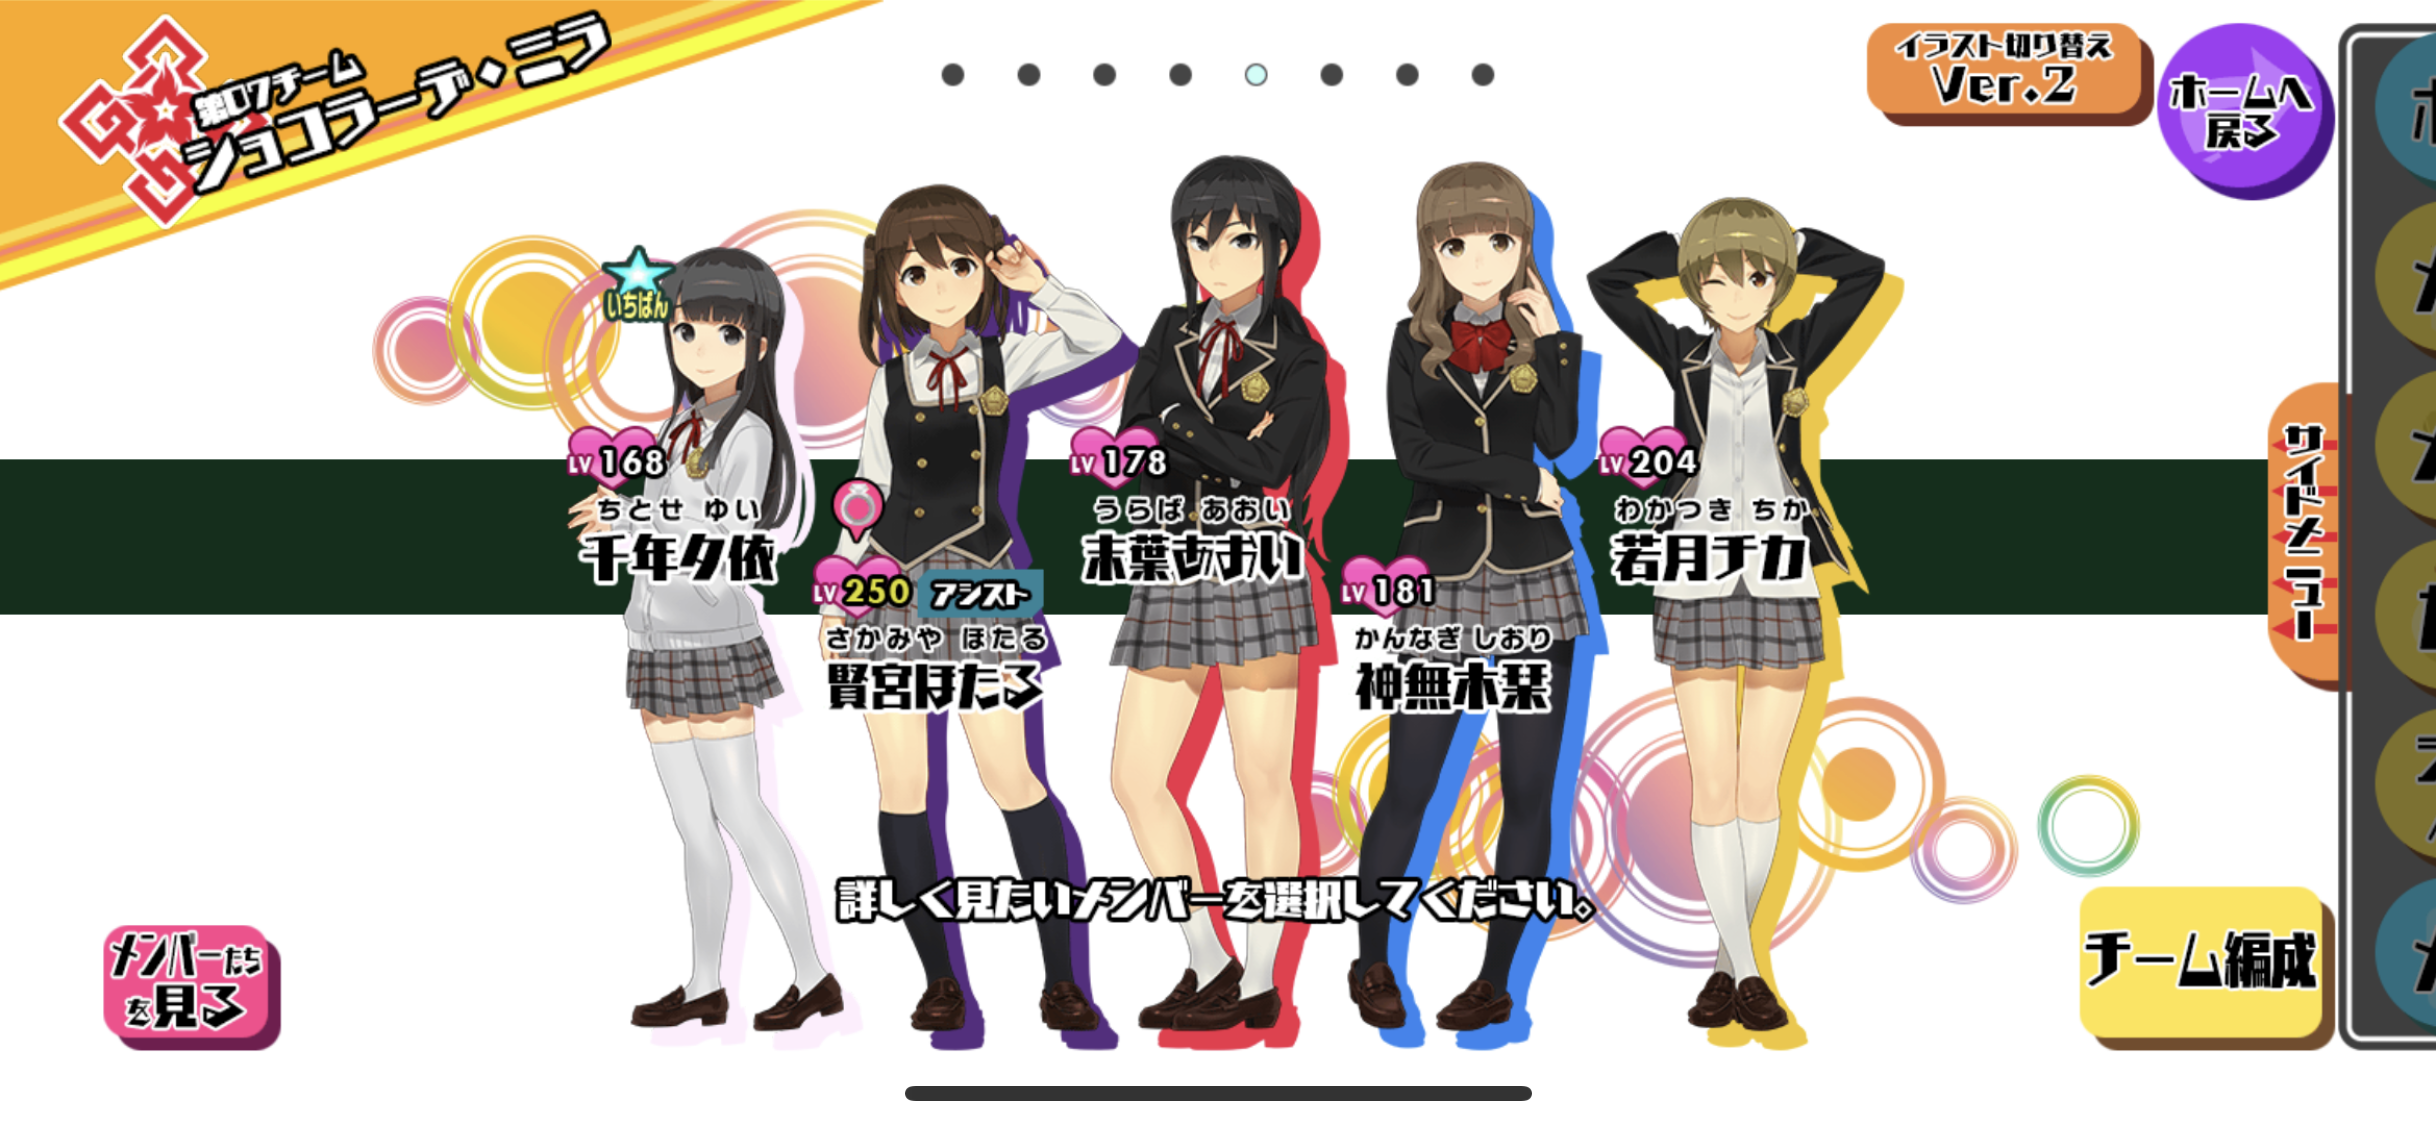 第07チーム
ショコラーデ・ニラ
イラスト切り替え
Ver.2
ホームへ
戻る
いちばん
LV 168
ちとせ ゆい
千年夕依
LV 250 アシスト
さかみや ほたる
賢宮ほたる
LV 178
うらば あおい
末葉あおい
LV 181
かんなぎ しおり
神無木栞
LV 204
わかつき ちか
若月チカ
サイドメニュー
詳しく見たいメンバーを選択してください。
メンバーたち
を見る
チーム編成